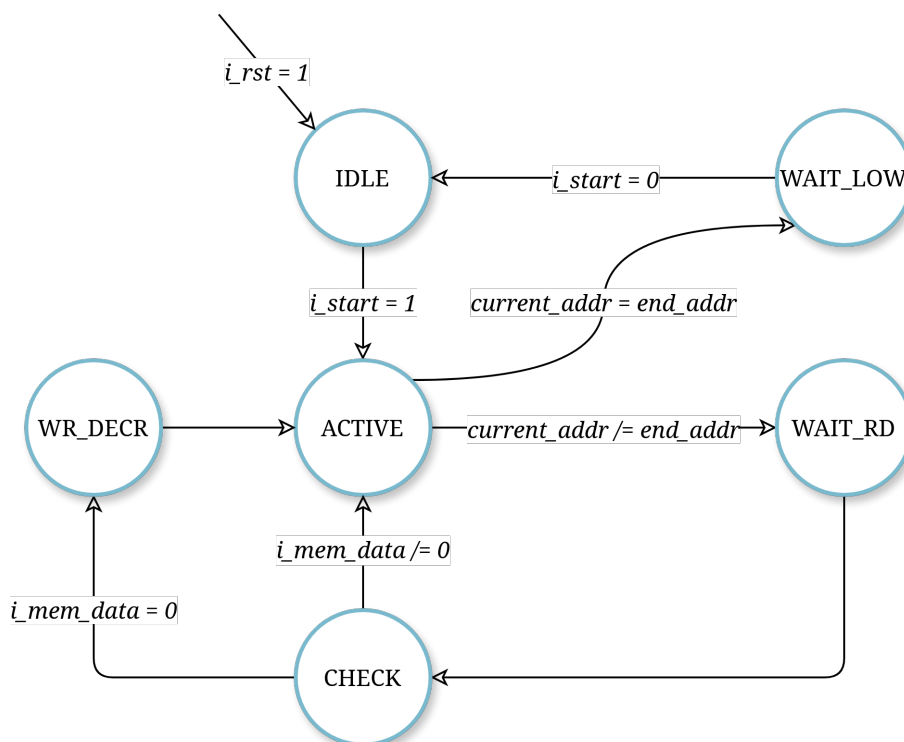 i_rst = 1
IDLE
i_start = 0
WAIT_LOW
i_start = 1
current_addr = end_addr
WR_DECR
ACTIVE
current_addr /= end_addr
WAIT_RD
i_mem_data /= 0
i_mem_data = 0
CHECK